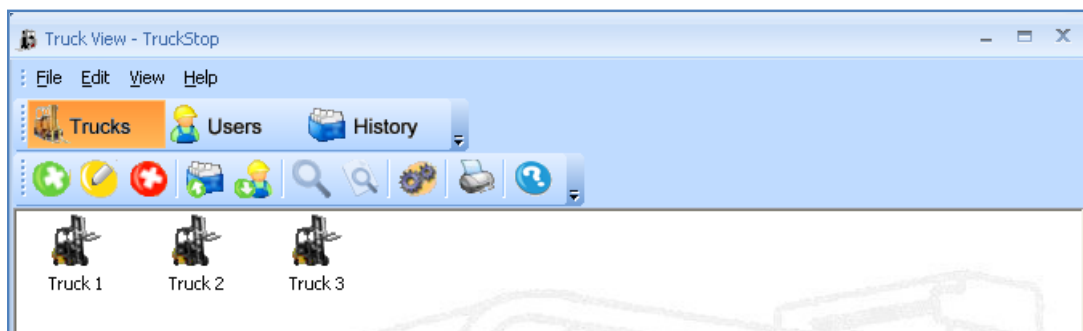 Truck View - TruckStop
File Edit View Help
Trucks Users History
Truck 1 Truck 2 Truck 3